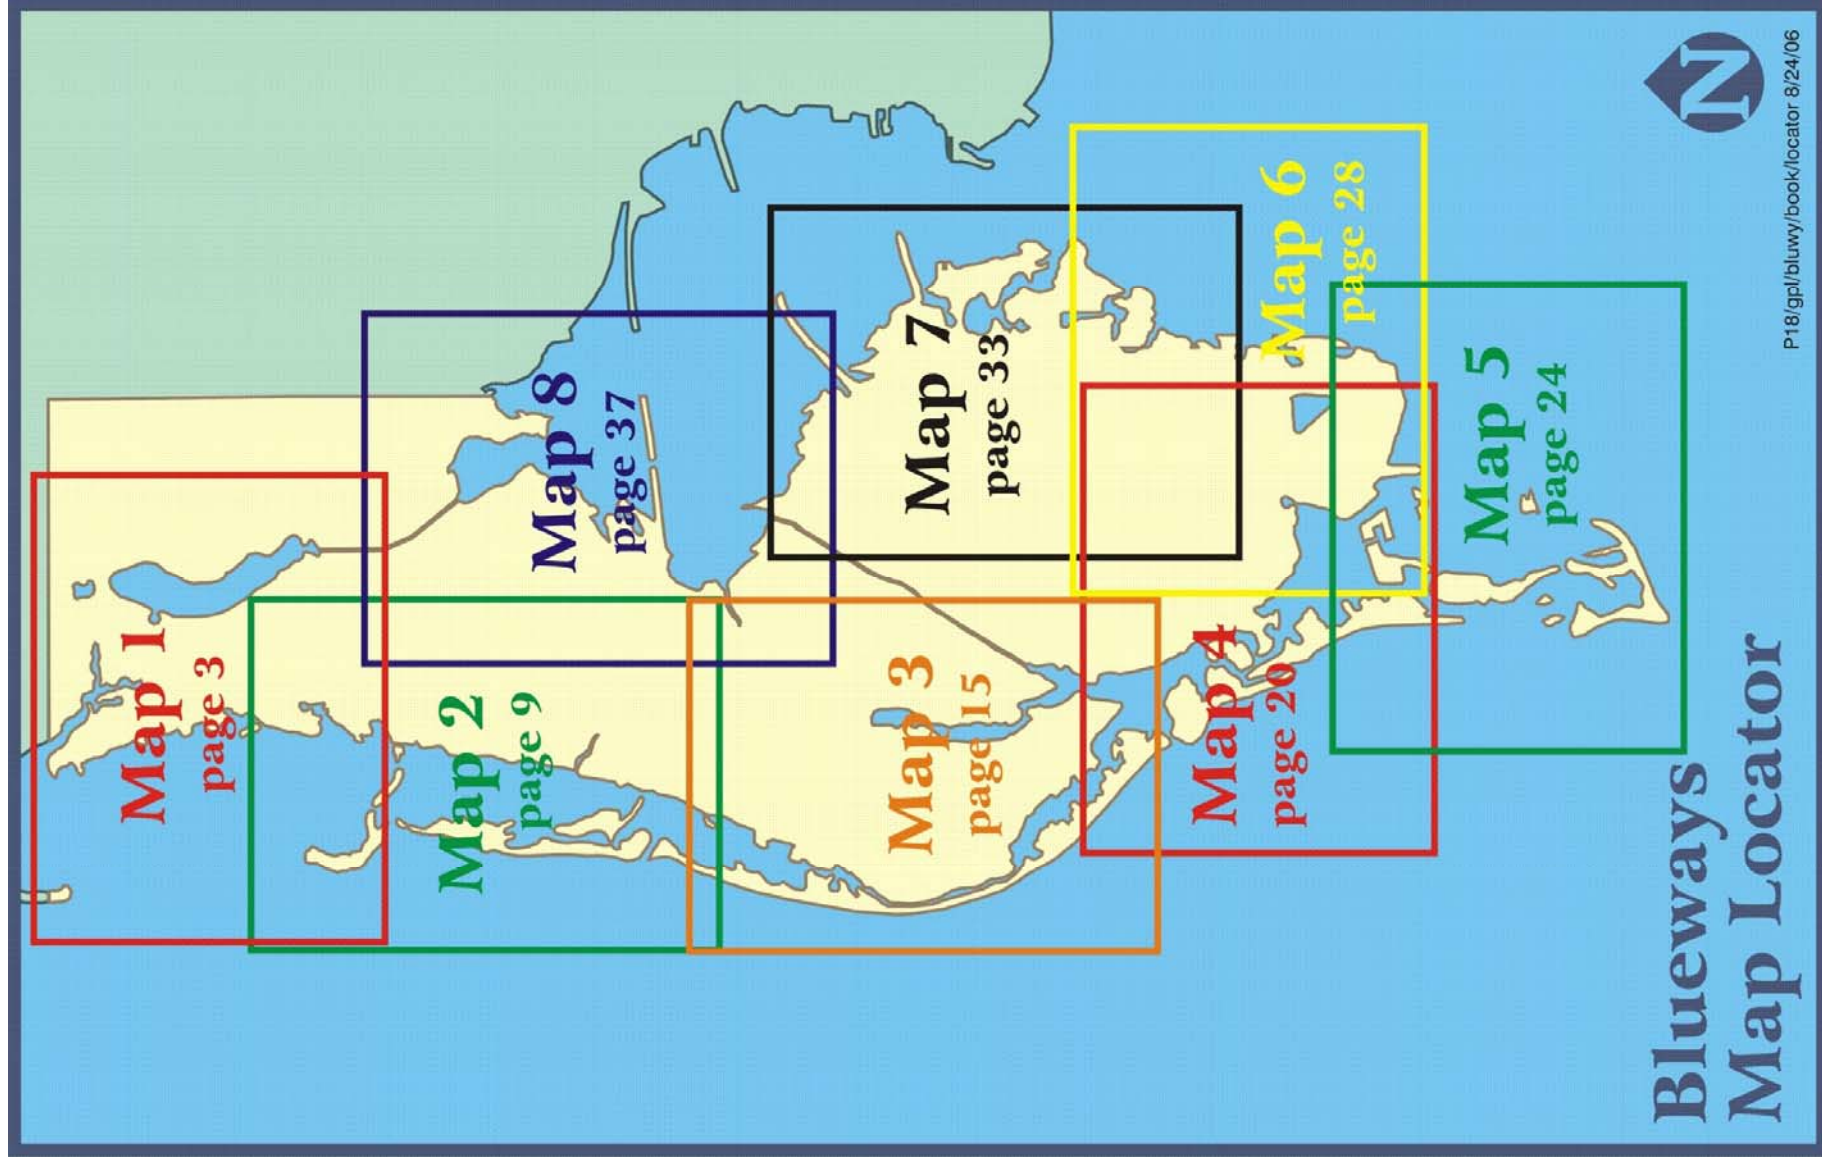 Map 1
page 3
Map 2
page 9
Map 3
page 15
Map 4
page 20
Map 5
page 24
Map 6
page 28
Map 7
page 33
Map 8
page 37
N
Blueways
Map Locator
P18/gpl/bluwy/book/locator 8/24/06